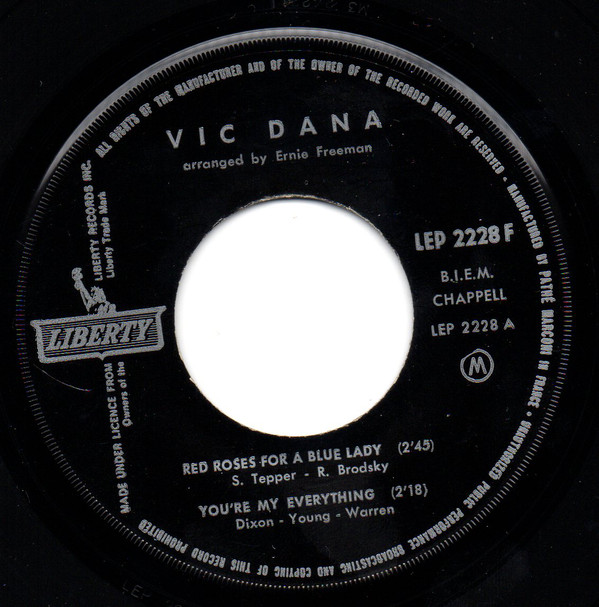 ALL RIGHTS OF THE MANUFACTURER AND OF THE OWNER OF THE RECORDED WORK ARE RESERVED - MANUFACTURED BY PATHÉ MARCONI IN FRANCE - UNAUTHORIZED PUBLIC PERFORMANCE BROADCASTING AND COPYING OF THIS RECORD PROHIBITED
VIC DANA
arranged by Ernie Freeman
LIBERTY RECORDS INC.
Liberty Trade Mark
LIBERTY
MADE UNDER LICENCE FROM
Owners of the
LEP 2228 F
B.I.E.M.
CHAPPELL
LEP 2228 A
M
RED ROSES FOR A BLUE LADY (2'45)
S. Tepper - R. Brodsky
YOU'RE MY EVERYTHING (2'18)
Dixon - Young - Warren